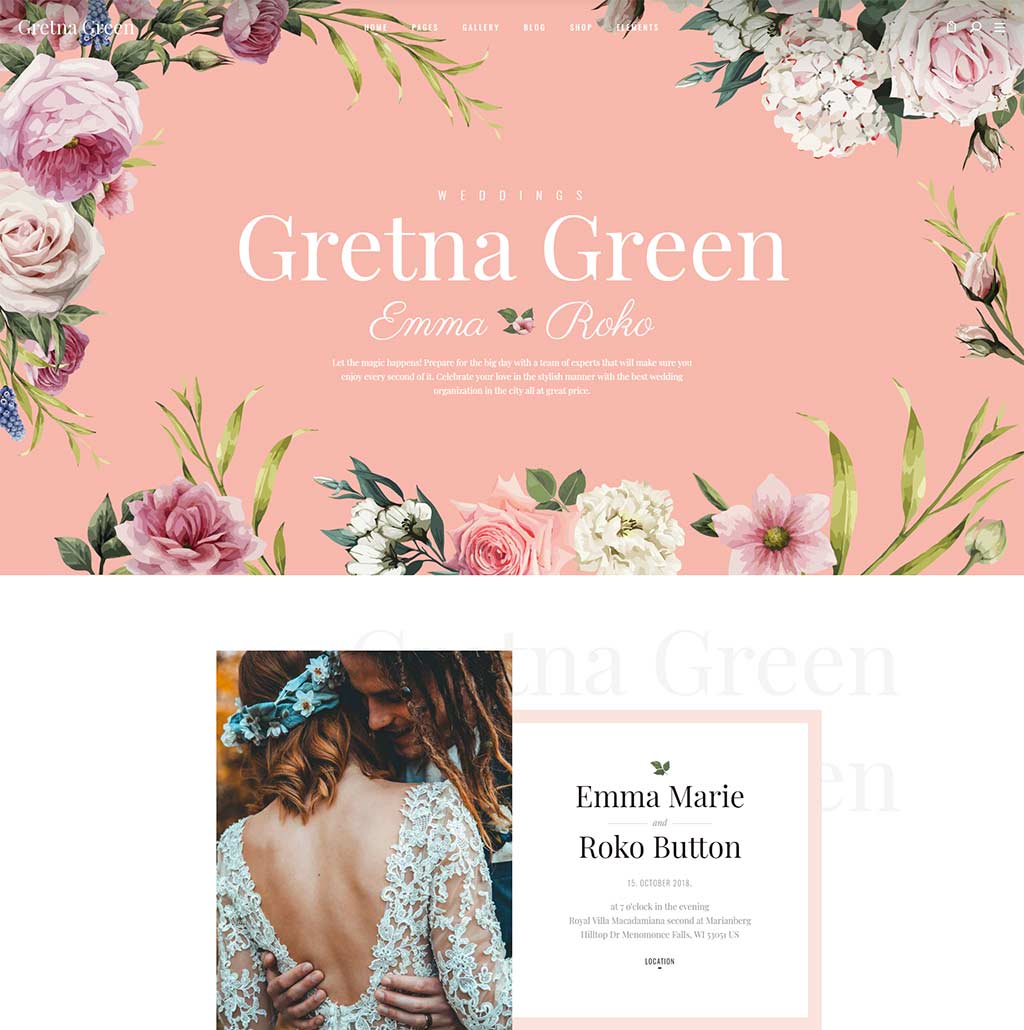 Gretna Green
HOME PAGES GALLERY BLOG SHOP ELEMENTS
WEDDINGS
Gretna Green
Emma Roko
Let the magic happens! Prepare for the big day with a team of experts that will make sure you
enjoy every second of it. Celebrate your love in the stylish manner with the best wedding
organization in the city all at great price.
Gretna Green
een
Emma Marie
and
Roko Button
15. OCTOBER 2018.
at 7 o'clock in the evening
Royal Villa Macadamiana second at Marianberg
Hilltop Dr Menomonce Falls, WI 53051 US
LOCATION